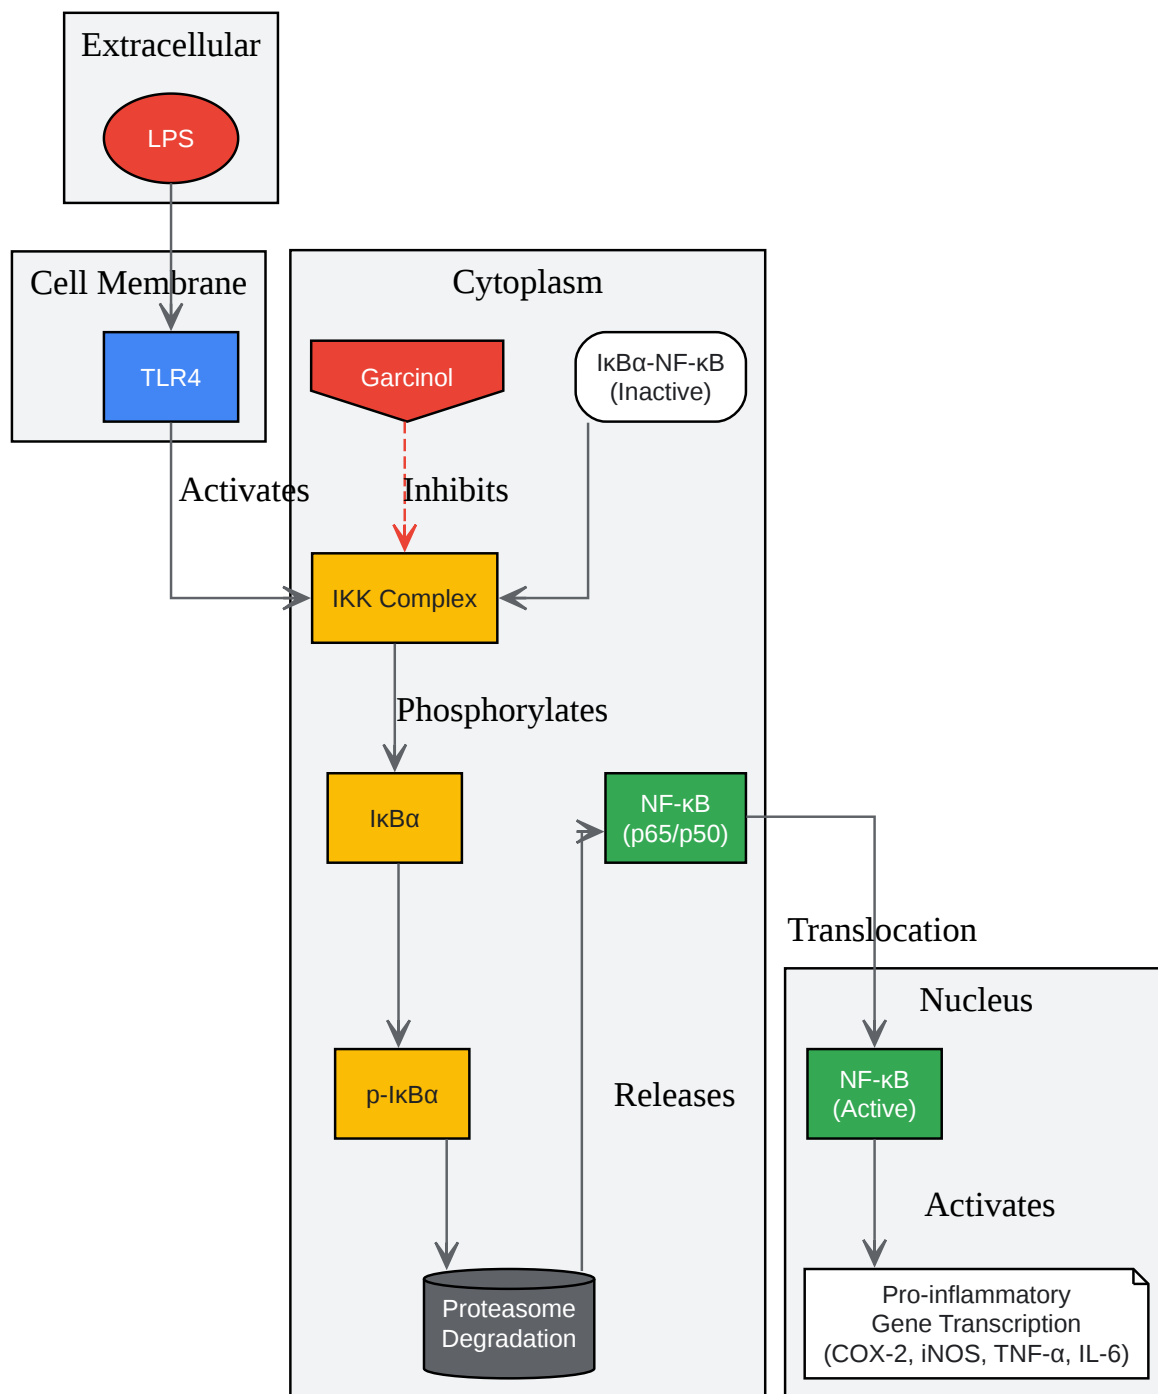 Extracellular
LPS
Cell Membrane
TLR4
Cytoplasm
Garcinol
IκBα-NF-κB
(Inactive)
Activates
Inhibits
IKK Complex
Phosphorylates
IκBα
NF-κB
(p65/p50)
Translocation
Nucleus
p-IκBα
Releases
NF-κB
(Active)
Activates
Proteasome
Degradation
Pro-inflammatory
Gene Transcription
(COX-2, iNOS, TNF-α, IL-6)